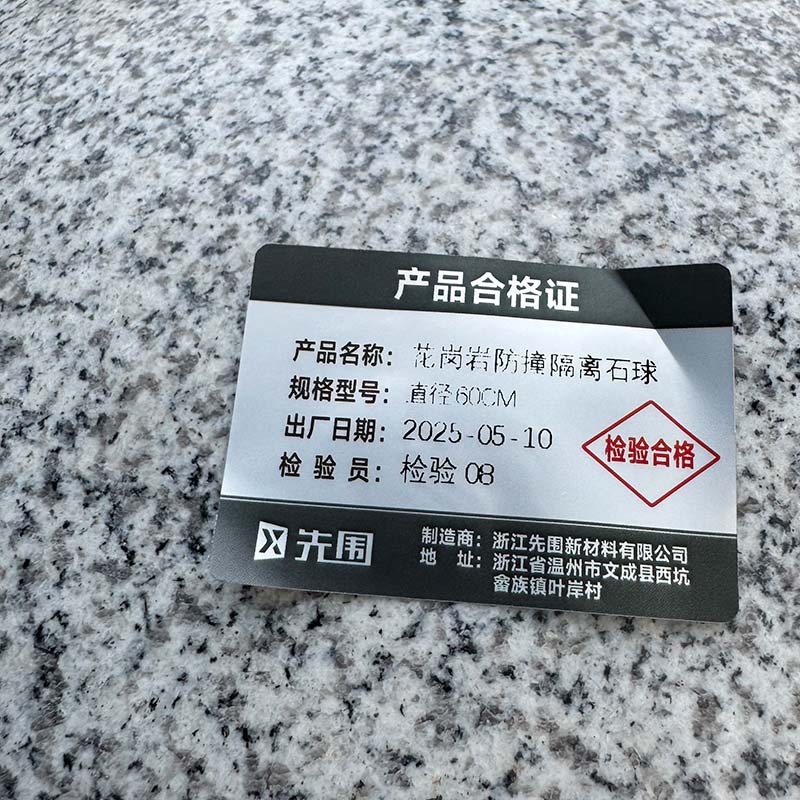 产品合格证
产品名称：花岗岩防撞隔离石球
规格型号：直径60CM
出厂日期：2025-05-10
检验员：检验 08
检验合格
先围
制造商：浙江先围新材料有限公司
地址：浙江省温州市文成县西坑
畲族镇叶岸村